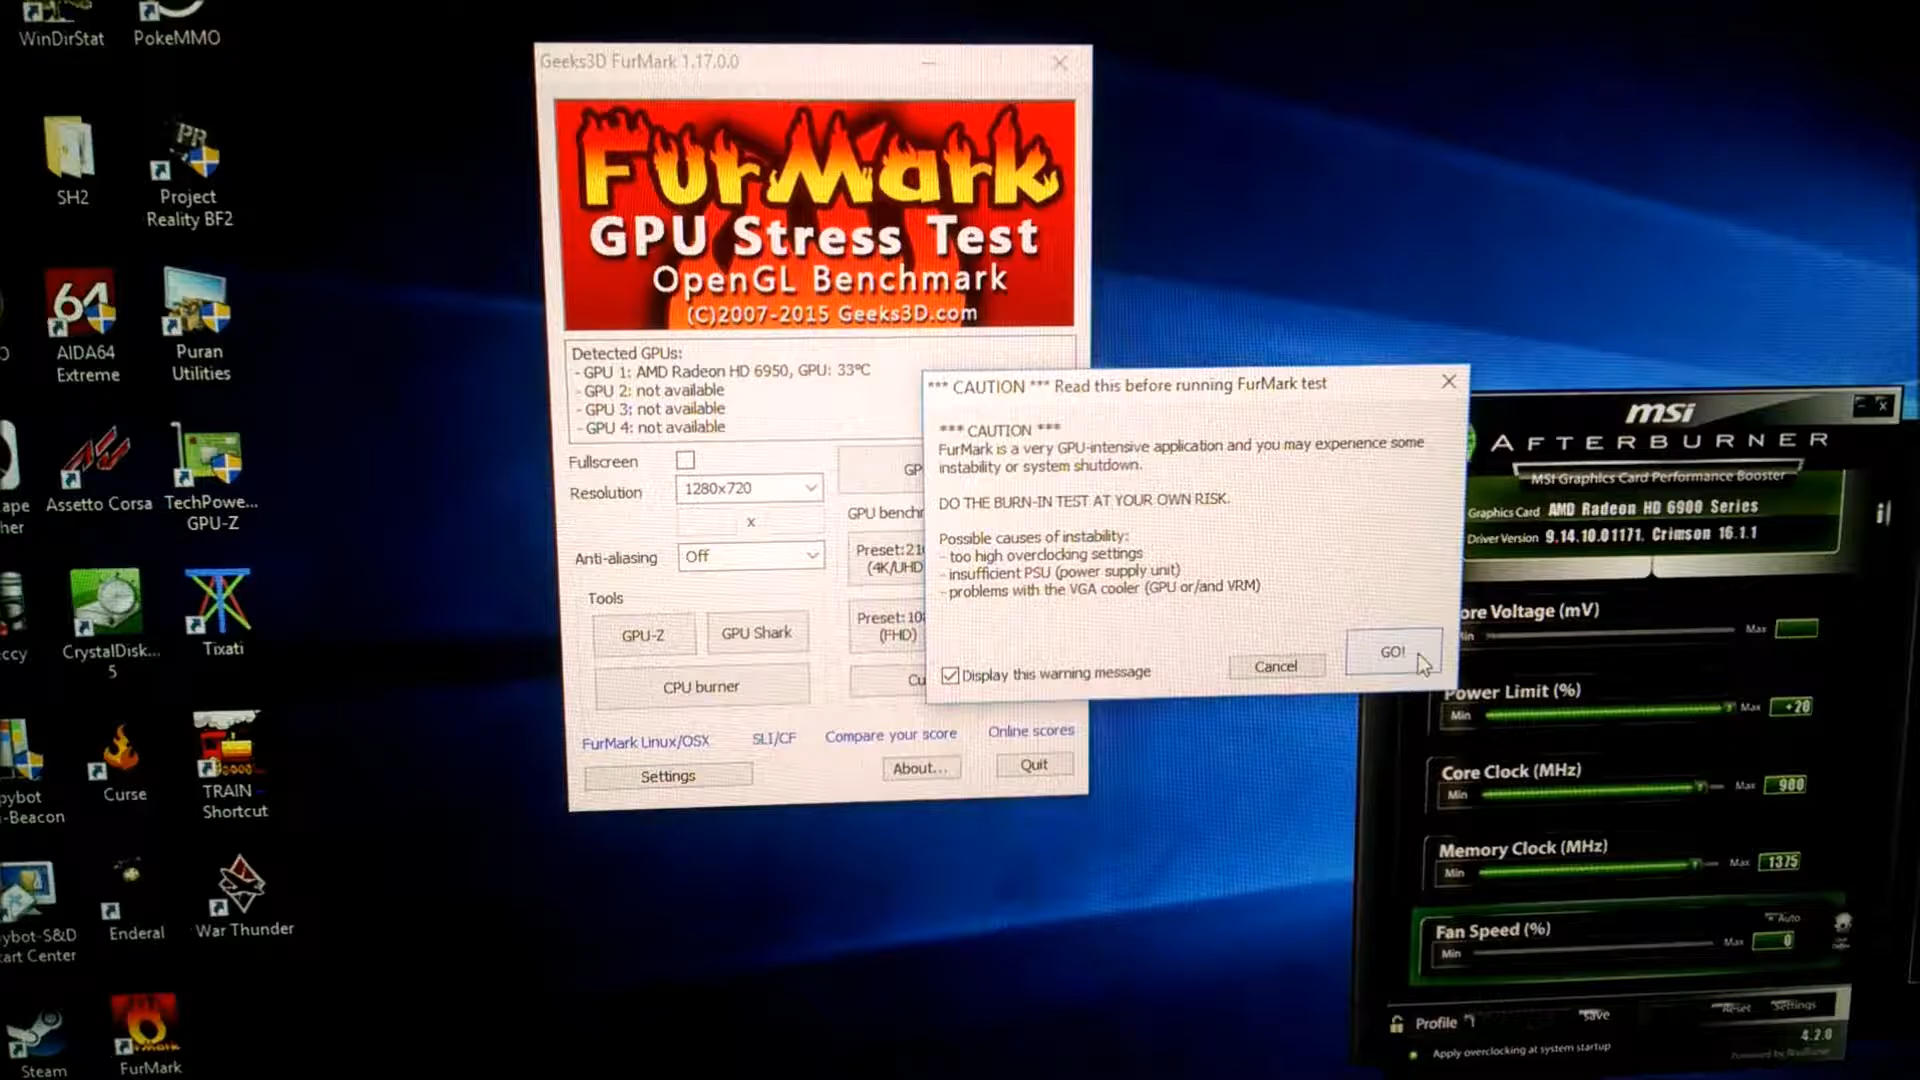 WinDirStat
PokeMMO
SH2
Project
Reality BF2
64
AIDA64
Extreme
Puran
Utilities
Assetto Corsa
TechPowe...
GPU-Z
CrystalDisk...
5
Tixati
Curse
TRAIN
Shortcut
-Beacon
Enderal
War Thunder
Steam
FurMark
Geeks3D FurMark 1.17.0.0
FurMark
GPU Stress Test
OpenGL Benchmark
(C)2007-2015 Geeks3D.com
Detected GPUs:
- GPU 1: AMD Radeon HD 6950, GPU: 33°C
- GPU 2: not available
- GPU 3: not available
- GPU 4: not available
Fullscreen
Resolution
1280x720
x
Anti-aliasing
Off
GPU bench
Preset:21
(4K/UHD
Preset:10
(FHD)
Cu
Tools
GPU-Z
GPU Shark
CPU burner
FurMark Linux/OSX
SLI/CF
Compare your score
Online scores
Settings
About...
Quit
*** CAUTION *** Read this before running FurMark test
*** CAUTION ***
FurMark is a very GPU-intensive application and you may experience some
instability or system shutdown.
DO THE BURN-IN TEST AT YOUR OWN RISK.
Possible causes of instability:
- too high overclocking settings
- insufficient PSU (power supply unit)
- problems with the VGA cooler (GPU or/and VRM)
Display this warning message
Cancel
GO!
msi
AFTERBURNER
MSI Graphics Card Performance Booster
Graphics Card AMD Radeon HD 6900 Series
Driver Version 9.14.10.01171, Crimson 16.1.1
ore Voltage (mV)
Max
Power Limit (%)
Min
Max
+20
Core Clock (MHz)
Min
Max
900
Memory Clock (MHz)
Min
Max
1375
Fan Speed (%)
Auto
Min
Max
0
Profile 1
Save
Reset
Settings
4.2.0
Apply overclocking at system startup